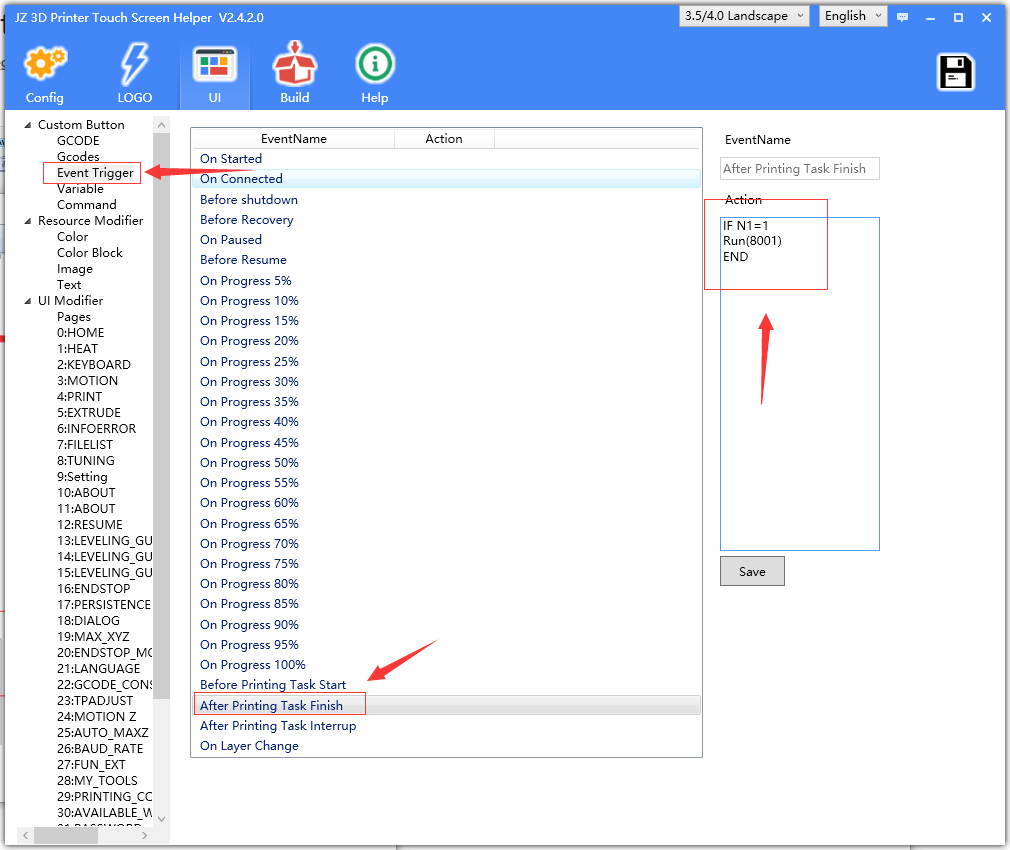 JZ 3D Printer Touch Screen Helper V2.4.2.0
3.5/4.0 Landscape
English
Config
LOGO
UI
Build
Help
Custom Button
GCODE
Gcodes
Event Trigger
Variable
Command
Resource Modifier
Color
Color Block
Image
Text
UI Modifier
Pages
0:HOME
1:HEAT
2:KEYBOARD
3:MOTION
4:PRINT
5:EXTRUDE
6:INFOERROR
7:FILELIST
8:TUNING
9:Setting
10:ABOUT
11:ABOUT
12:RESUME
13:LEVELING_GU
14:LEVELING_GU
15:LEVELING_GU
16:ENDSTOP
17:PERSISTENCE
18:DIALOG
19:MAX_XYZ
20:ENDSTOP_MC
21:LANGUAGE
22:GCODE_CONS
23:TPADJUST
24:MOTION Z
25:AUTO_MAXZ
26:BAUD_RATE
27:FUN_EXT
28:MY_TOOLS
29:PRINTING_CC
30:AVAILABLE_W
EventName Action
On Started
On Connected
Before shutdown
Before Recovery
On Paused
Before Resume
On Progress 5%
On Progress 10%
On Progress 15%
On Progress 20%
On Progress 25%
On Progress 30%
On Progress 35%
On Progress 40%
On Progress 45%
On Progress 50%
On Progress 55%
On Progress 60%
On Progress 65%
On Progress 70%
On Progress 75%
On Progress 80%
On Progress 85%
On Progress 90%
On Progress 95%
On Progress 100%
Before Printing Task Start
After Printing Task Finish
After Printing Task Interrup
On Layer Change
EventName
After Printing Task Finish
Action
IF N1=1
Run(8001)
END
Save